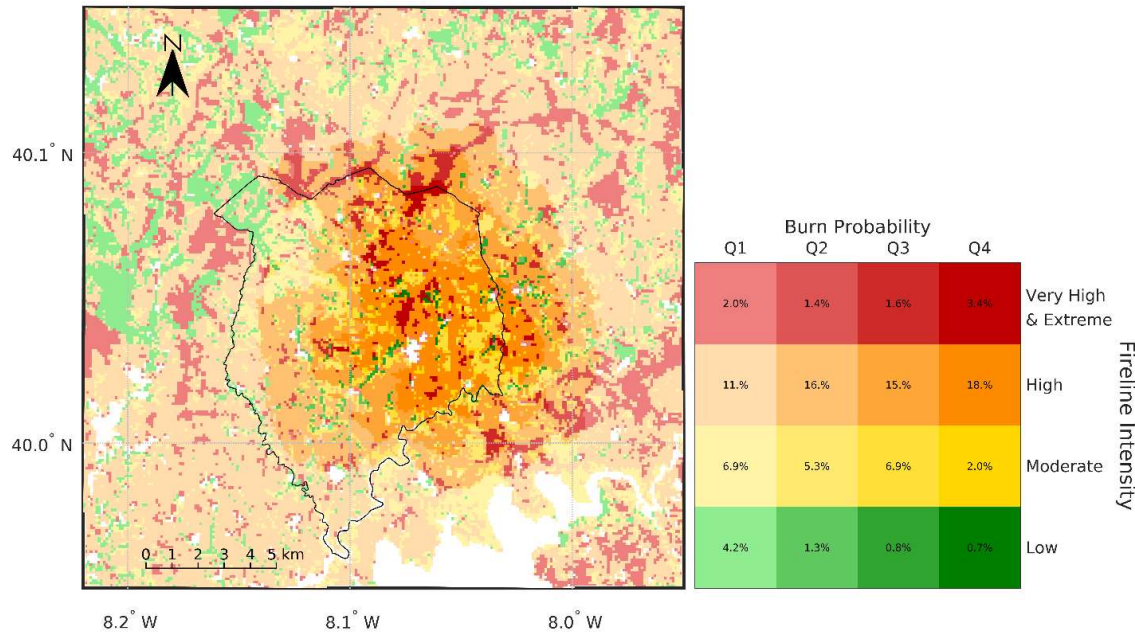 N
40.1° N
40.0° N
0 1 2 3 4 5 km
8.2° W 8.1° W 8.0° W
Burn Probability
Q1 Q2 Q3 Q4
2.0% 1.4% 1.6% 3.4% Very High
& Extreme
11.% 16.% 15.% 18.% High
6.9% 5.3% 6.9% 2.0% Moderate
4.2% 1.3% 0.8% 0.7% Low
Fireline Intensity